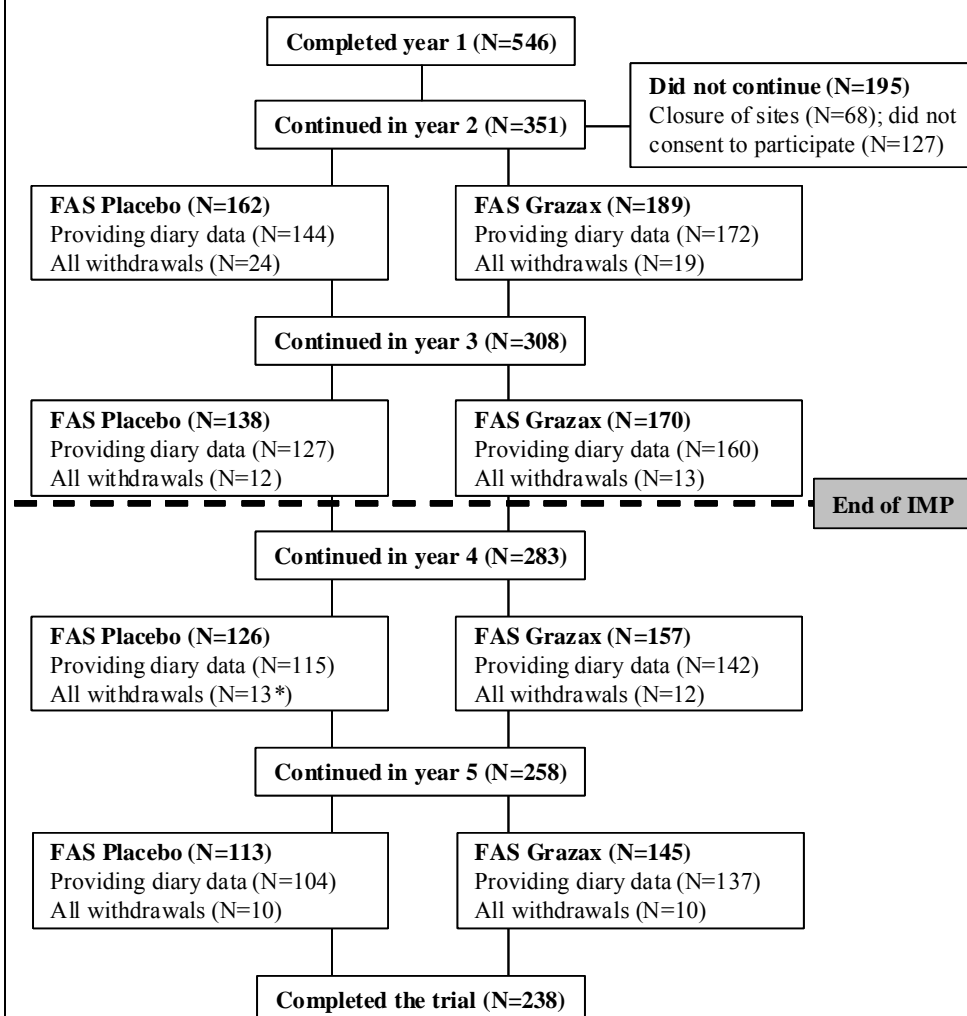 Completed year 1 (N=546)
Did not continue (N=195)
Closure of sites (N=68); did not
consent to participate (N=127)
Continued in year 2 (N=351)
FAS Placebo (N=162)
Providing diary data (N=144)
All withdrawals (N=24)
FAS Grazax (N=189)
Providing diary data (N=172)
All withdrawals (N=19)
Continued in year 3 (N=308)
FAS Placebo (N=138)
Providing diary data (N=127)
All withdrawals (N=12)
FAS Grazax (N=170)
Providing diary data (N=160)
All withdrawals (N=13)
End of IMP
Continued in year 4 (N=283)
FAS Placebo (N=126)
Providing diary data (N=115)
All withdrawals (N=13*)
FAS Grazax (N=157)
Providing diary data (N=142)
All withdrawals (N=12)
Continued in year 5 (N=258)
FAS Placebo (N=113)
Providing diary data (N=104)
All withdrawals (N=10)
FAS Grazax (N=145)
Providing diary data (N=137)
All withdrawals (N=10)
Completed the trial (N=238)